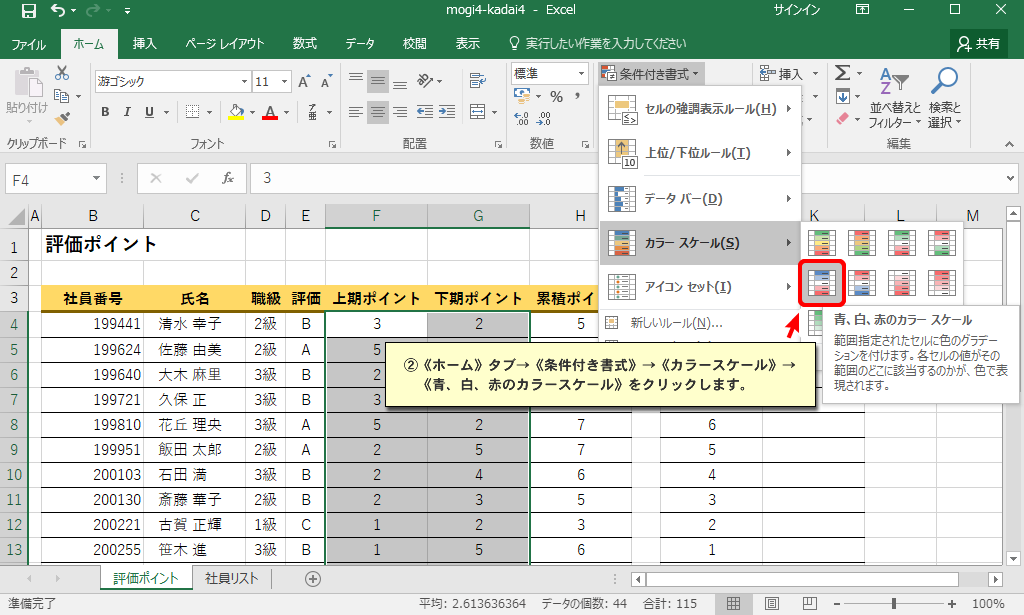 mogi4-kadai4 - Excel
サインイン
ファイル ホーム 挿入 ページ レイアウト 数式 データ 校閲 表示 実行したい作業を入力してください 共有
貼り付け
クリップボード
游ゴシック 11
B I U
フォント
配置
標準
数値
条件付き書式
挿入
並べ替えと フィルター
検索と 選択
編集
セルの強調表示ルール(H)
上位/下位ルール(T)
データ バー(D)
カラー スケール(S)
アイコン セット(I)
新しいルール(N)...
F4 3
A B C D E F G H K L M
1 評価ポイント
2
3 社員番号 氏名 職級 評価 上期ポイント 下期ポイント 累積ポイ
4 199441 清水 幸子 2級 B 3 2 5
5 199624 佐藤 由美 2級 A 5
6 199640 大木 麻里 3級 B 2
7 199721 久保 正 3級 B 3
8 199810 花丘 理央 3級 A 5 2 7 6
9 199951 飯田 太郎 2級 A 2 5 7 5
10 200103 石田 満 3級 B 2 4 6 4
11 200130 斎藤 華子 2級 B 2 3 5 3
12 200221 古賀 正輝 1級 C 1 2 3 2
13 200255 笹木 進 3級 B 1 5 6 1
②《ホーム》タブ→《条件付き書式》→《カラースケール》→
《青、白、赤のカラースケール》をクリックします。
青、白、赤のカラー スケール
範囲指定されたセルに色のグラデ
ーションを付けます。各セルの値がその
範囲のどこに該当するのかが、色で表
現されます。
評価ポイント 社員リスト
準備完了 平均: 2.613636364 データの個数: 44 合計: 115 100%